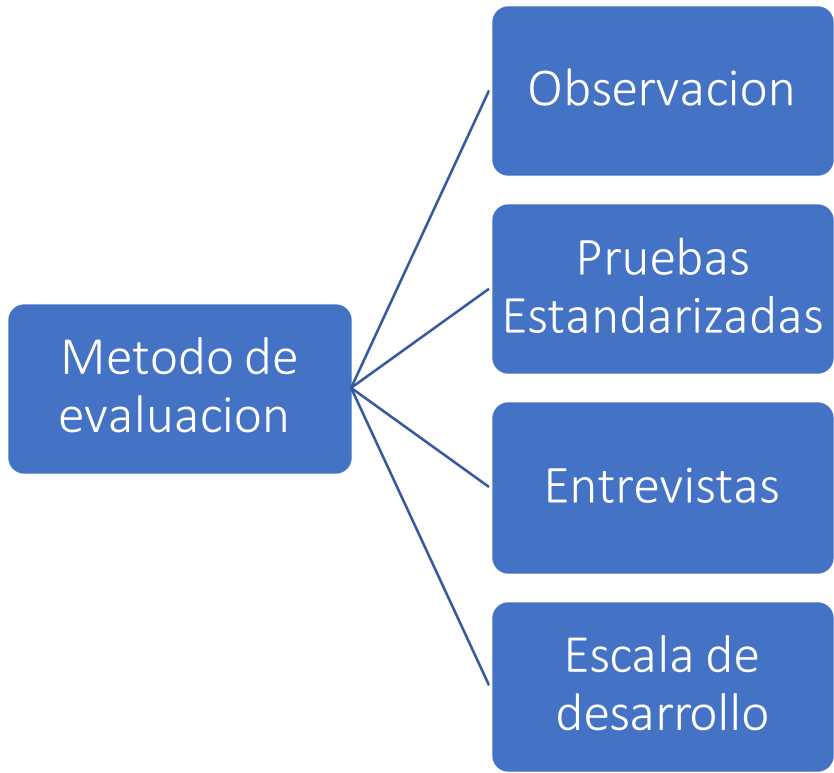 Metodo de
evaluacion
Observacion
Pruebas
Estandarizadas
Entrevistas
Escala de
desarrollo